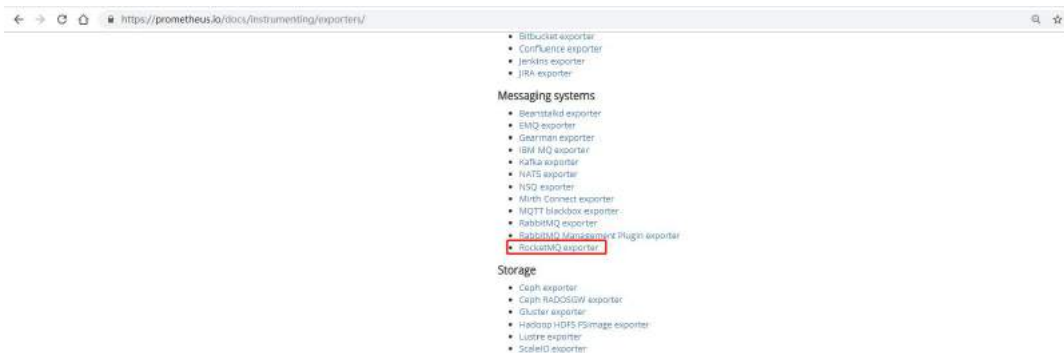 https://prometheus.io/docs/instrumenting/exporters/
Bitbucket exporter
Confluence exporter
Jenkins exporter
JIRA exporter
Messaging systems
Beanstalkd exporter
EMQ exporter
Gearman exporter
IBM MQ exporter
Kafka exporter
NATS exporter
NSQ exporter
Mirth Connect exporter
MQTT blackbox exporter
RabbitMQ exporter
RabbitMQ Management Plugin exporter
RocketMQ exporter
Storage
Ceph exporter
Ceph RADOSGW exporter
Gluster exporter
Hadoop HDFS FSImage exporter
Lustre exporter
ScaleIO exporter